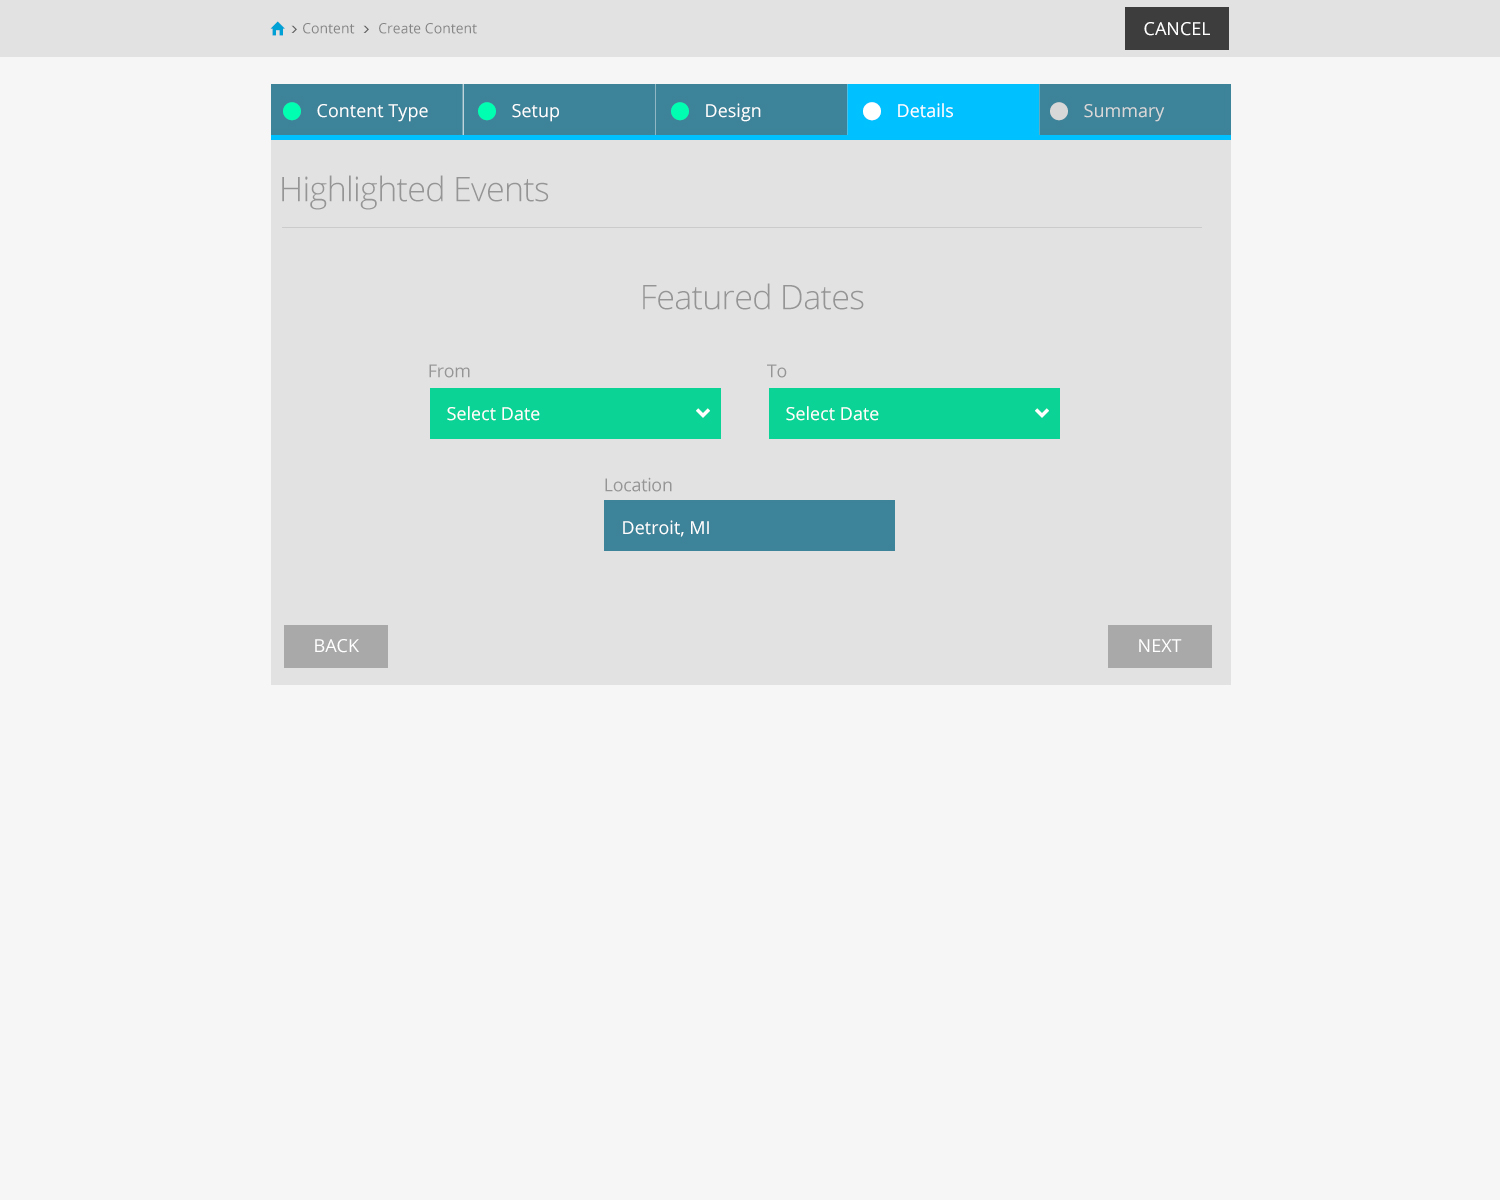 Content Create Content CANCEL
Content Type Setup Design Details Summary
Highlighted Events
Featured Dates
From To
Select Date Select Date
Location
Detroit, MI
BACK NEXT